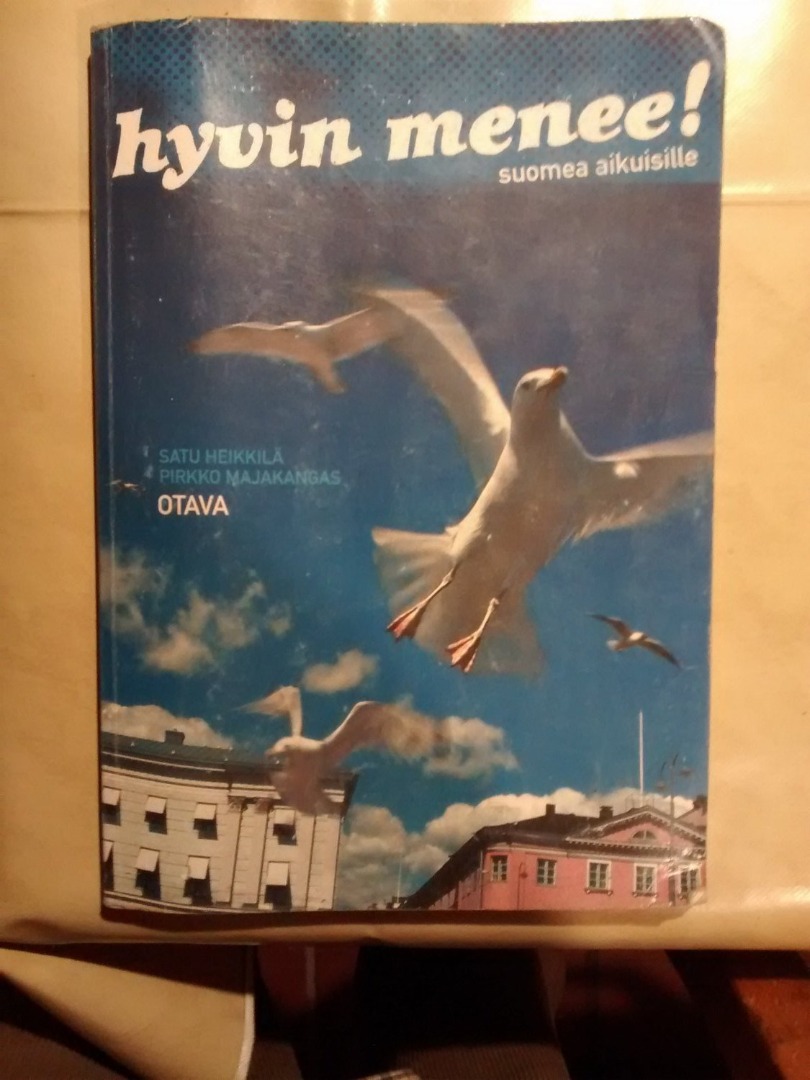 hyvin menee!
suomea aikuisille
SATU HEIKKILÄ
PIRKKO MAJAKANGAS
OTAVA